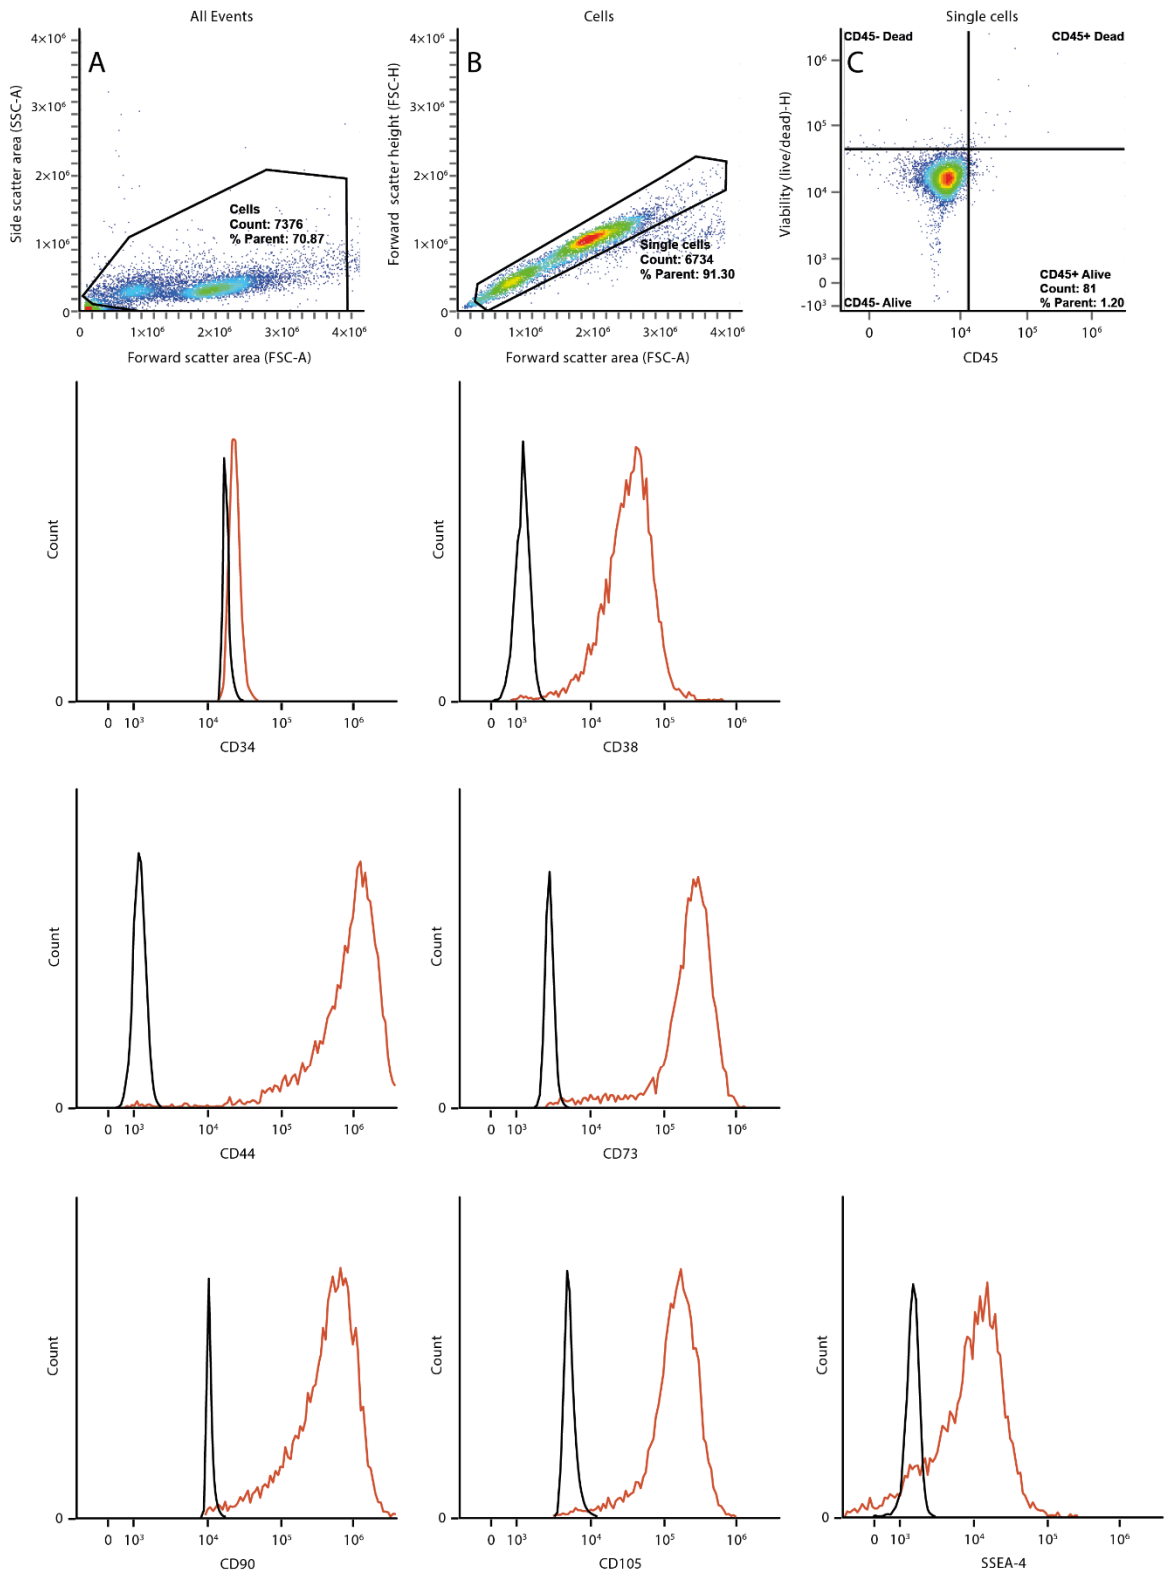 All Events
A
Side scatter area (SSC-A)
4×10⁶
3×10⁶
2×10⁶
1×10⁶
0
Cells
Count: 7376
% Parent: 70.87
0
1×10⁶
2×10⁶
3×10⁶
4×10⁶
Forward scatter area (FSC-A)
Cells
B
Forward scatter height (FSC-H)
4×10⁶
3×10⁶
2×10⁶
1×10⁶
0
Single cells
Count: 6734
% Parent: 91.30
0
1×10⁶
2×10⁶
3×10⁶
4×10⁶
Forward scatter area (FSC-A)
Single cells
CD45- Dead
CD45+ Dead
C
Viability (live/dead)-H)
10⁶
10⁵
10⁴
10³
0
-10³
CD45- Alive
CD45+ Alive
Count: 81
% Parent: 1.20
0
10⁴
10⁵
10⁶
CD45
Count
0
0 10³ 10⁴ 10⁵ 10⁶
CD34
Count
0
0 10³ 10⁴ 10⁵ 10⁶
CD38
Count
0
0 10³ 10⁴ 10⁵ 10⁶
CD44
Count
0
0 10³ 10⁴ 10⁵ 10⁶
CD73
Count
0
0 10³ 10⁴ 10⁵ 10⁶
CD90
Count
0
0 10³ 10⁴ 10⁵ 10⁶
CD105
Count
0
0 10³ 10⁴ 10⁵ 10⁶
SSEA-4